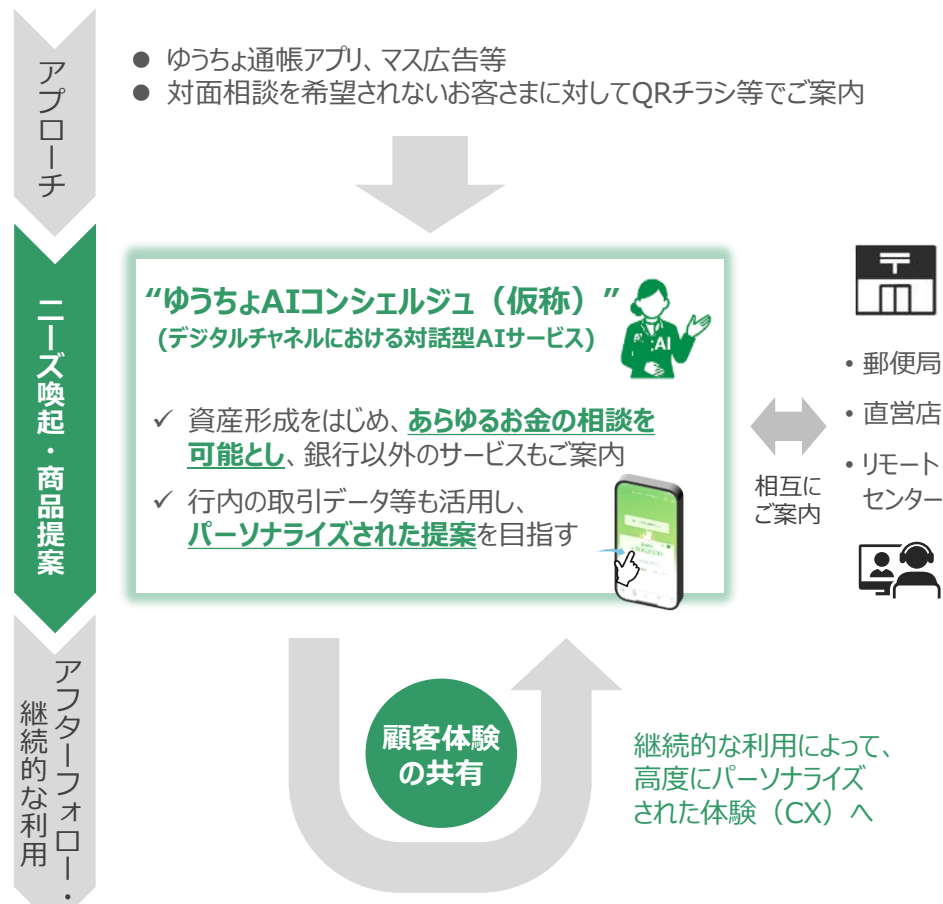 アプローチ
● ゆうちょ通帳アプリ、マス広告等
● 対面相談を希望されないお客さまに対してQRチラシ等でご案内
ニーズ喚起・商品提案
“ゆうちょAIコンシェルジュ（仮称）”
(デジタルチャネルにおける対話型AIサービス)
AI
✓ 資産形成をはじめ、あらゆるお金の相談を
可能とし、銀行以外のサービスもご案内
✓ 行内の取引データ等も活用し、
パーソナライズされた提案を目指す
相互に
ご案内
〒
・郵便局
・直営店
・リモート
センター
アフターフォロー・
継続的な利用
顧客体験
の共有
継続的な利用によって、
高度にパーソナライズ
された体験（CX）へ